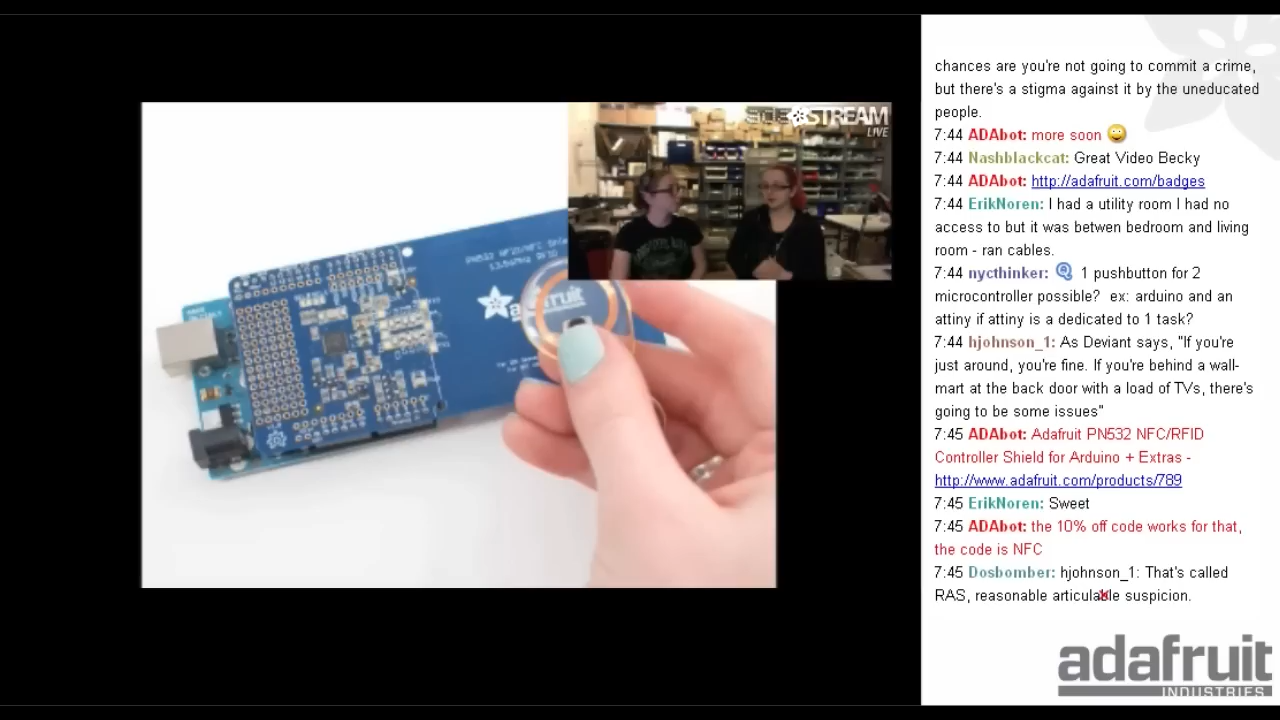 STREAM
LIVE
PN532 RFID/NFC Shield
13.56MHz RFID
adafruit
chances are you're not going to commit a crime,
but there's a stigma against it by the uneducated
people.
7:44 ADAbot: more soon
7:44 Nashblackcat: Great Video Becky
7:44 ADAbot: http://adafruit.com/badges
7:44 ErikNoren: I had a utility room I had no
access to but it was betwen bedroom and living
room - ran cables.
7:44 nycthinker: 1 pushbutton for 2
microcontroller possible? ex: arduino and an
attiny if attiny is a dedicated to 1 task?
7:44 hjohnson_1: As Deviant says, "If you're
just around, you're fine. If you're behind a wall-
mart at the back door with a load of TVs, there's
going to be some issues"
7:45 ADAbot: Adafruit PN532 NFC/RFID
Controller Shield for Arduino + Extras -
http://www.adafruit.com/products/789
7:45 ErikNoren: Sweet
7:45 ADAbot: the 10% off code works for that,
the code is NFC
7:45 Dosbomber: hjohnson_1: That's called
RAS, reasonable articulable suspicion.
adafruit
INDUSTRIES